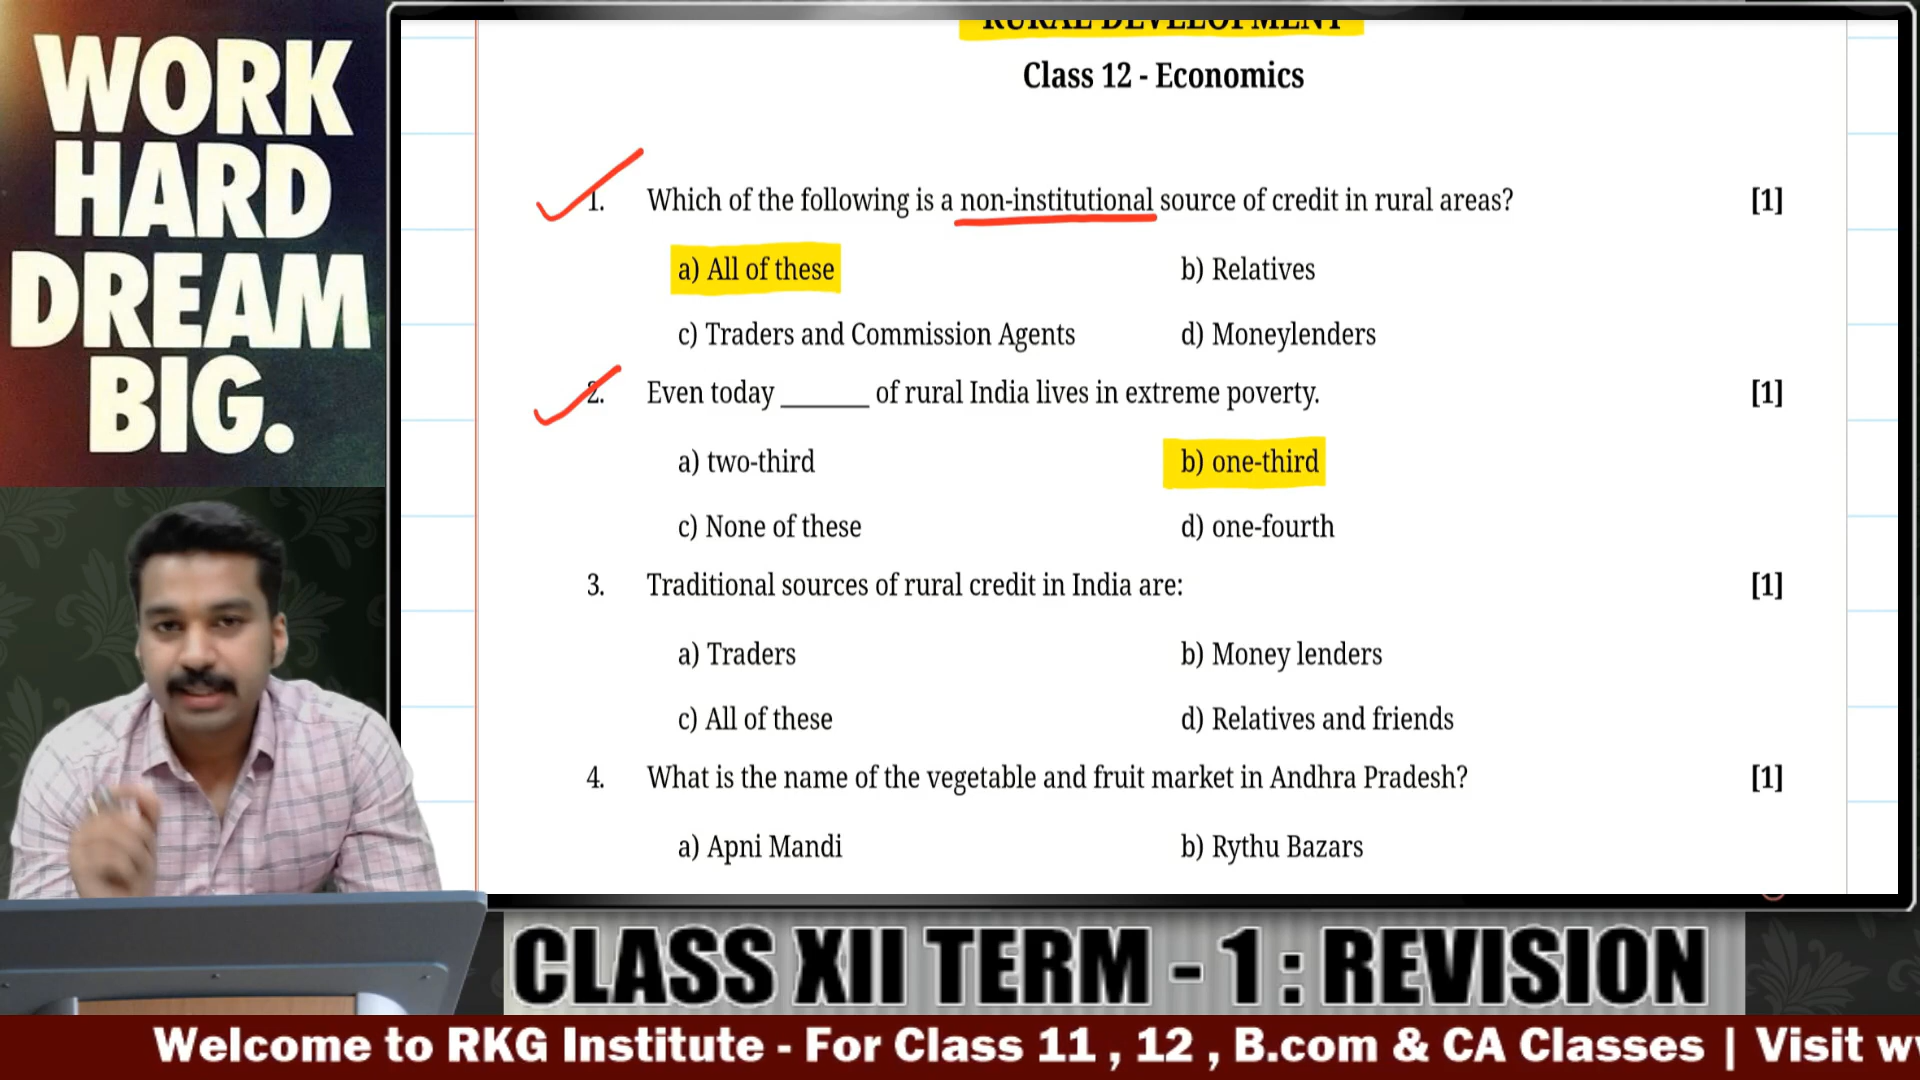 WORK
HARD
DREAM
BIG.
RURAL DEVELOPMENT
Class 12 - Economics
1. Which of the following is a non-institutional source of credit in rural areas? [1]
a) All of these b) Relatives
c) Traders and Commission Agents d) Moneylenders
2. Even today _______ of rural India lives in extreme poverty. [1]
a) two-third b) one-third
c) None of these d) one-fourth
3. Traditional sources of rural credit in India are: [1]
a) Traders b) Money lenders
c) All of these d) Relatives and friends
4. What is the name of the vegetable and fruit market in Andhra Pradesh? [1]
a) Apni Mandi b) Rythu Bazars
CLASS XII TERM - 1 : REVISION
Welcome to RKG Institute - For Class 11 , 12 , B.com & CA Classes | Visit